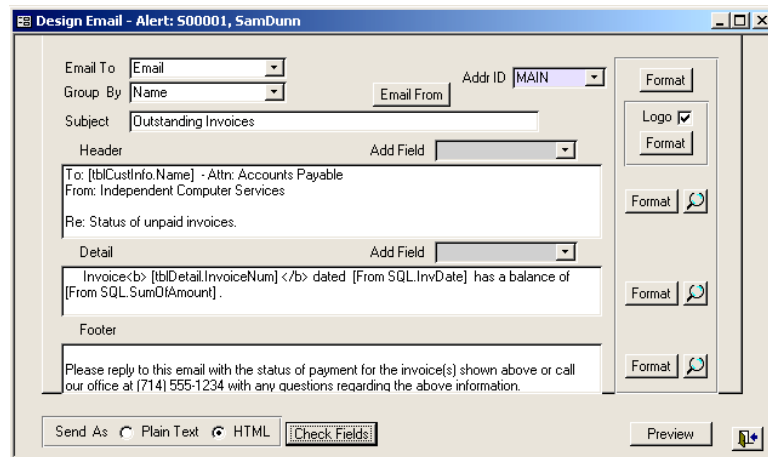 Design Email - Alert: S00001, SamDunn
Email To Email
Addr ID MAIN
Format
Group By Name
Email From
Subject Outstanding Invoices
Logo
Format
Header Add Field
To: [tblCustInfo.Name] - Attn: Accounts Payable
From: Independent Computer Services
Format
Re: Status of unpaid invoices.
Detail Add Field
Invoice<b> [tblDetail.InvoiceNum] </b> dated [From SQL.InvDate] has a balance of
[From SQL.SumOfAmount] .
Format
Footer
Please reply to this email with the status of payment for the invoice(s) shown above or call
our office at (714) 555-1234 with any questions regarding the above information.
Format
Send As Plain Text HTML Check Fields Preview